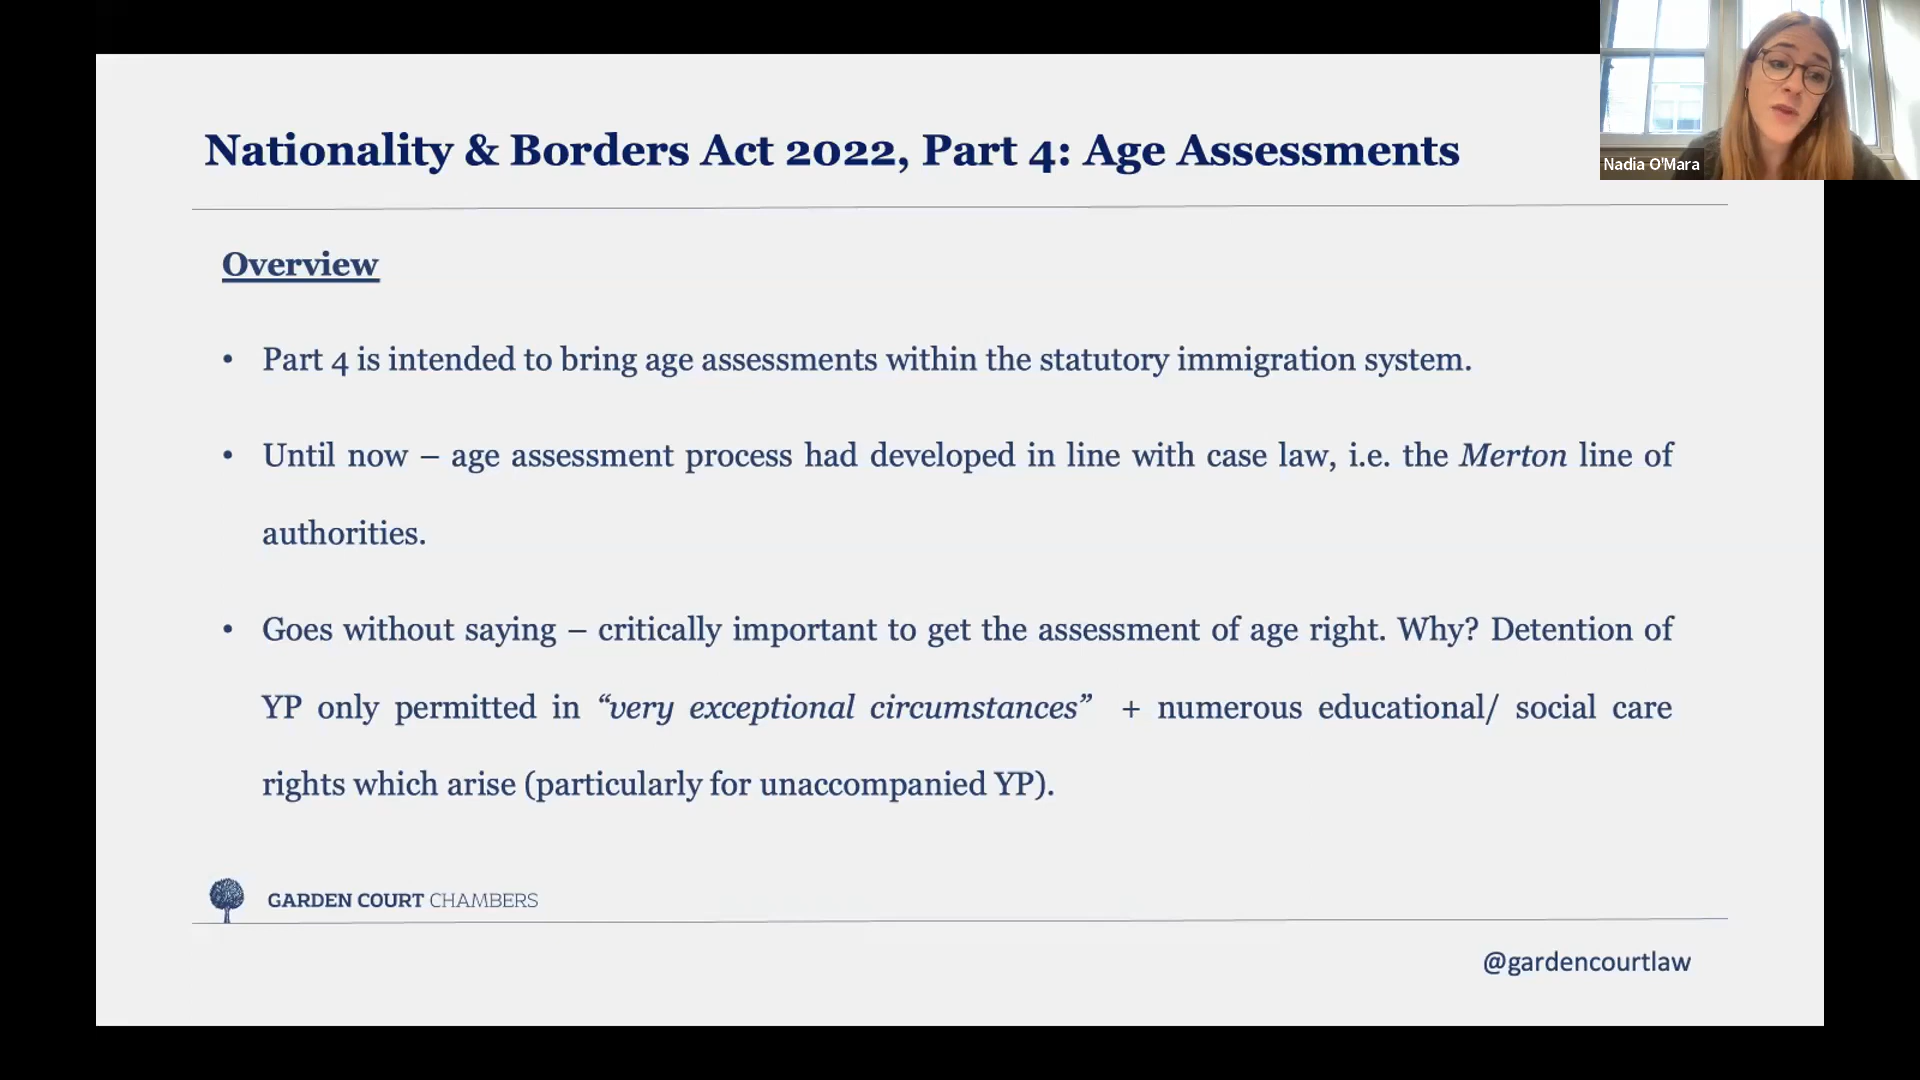 Nationality & Borders Act 2022, Part 4: Age Assessments
Nadia O'Mara
Overview
• Part 4 is intended to bring age assessments within the statutory immigration system.
• Until now – age assessment process had developed in line with case law, i.e. the Merton line of
authorities.
• Goes without saying – critically important to get the assessment of age right. Why? Detention of
YP only permitted in “very exceptional circumstances” + numerous educational/ social care
rights which arise (particularly for unaccompanied YP).
GARDEN COURT CHAMBERS
@gardencourtlaw